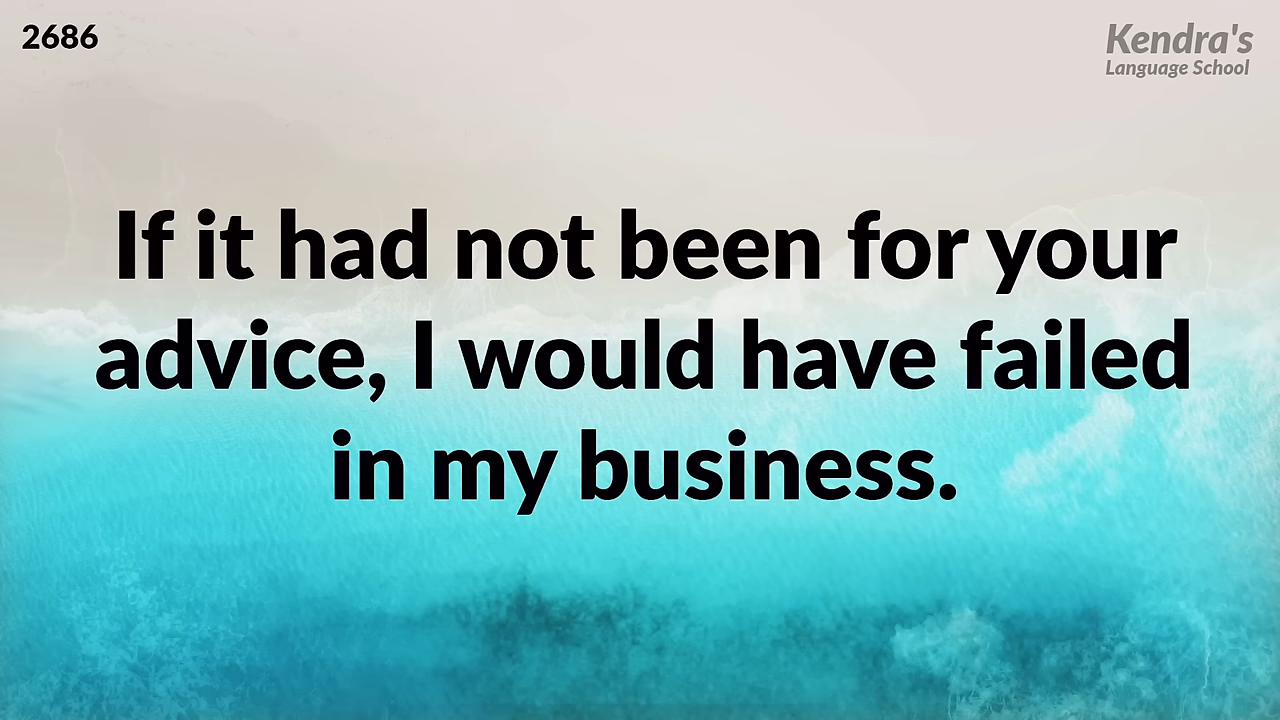 2686
Kendra's
Language School
If it had not been for your
advice, I would have failed
in my business.